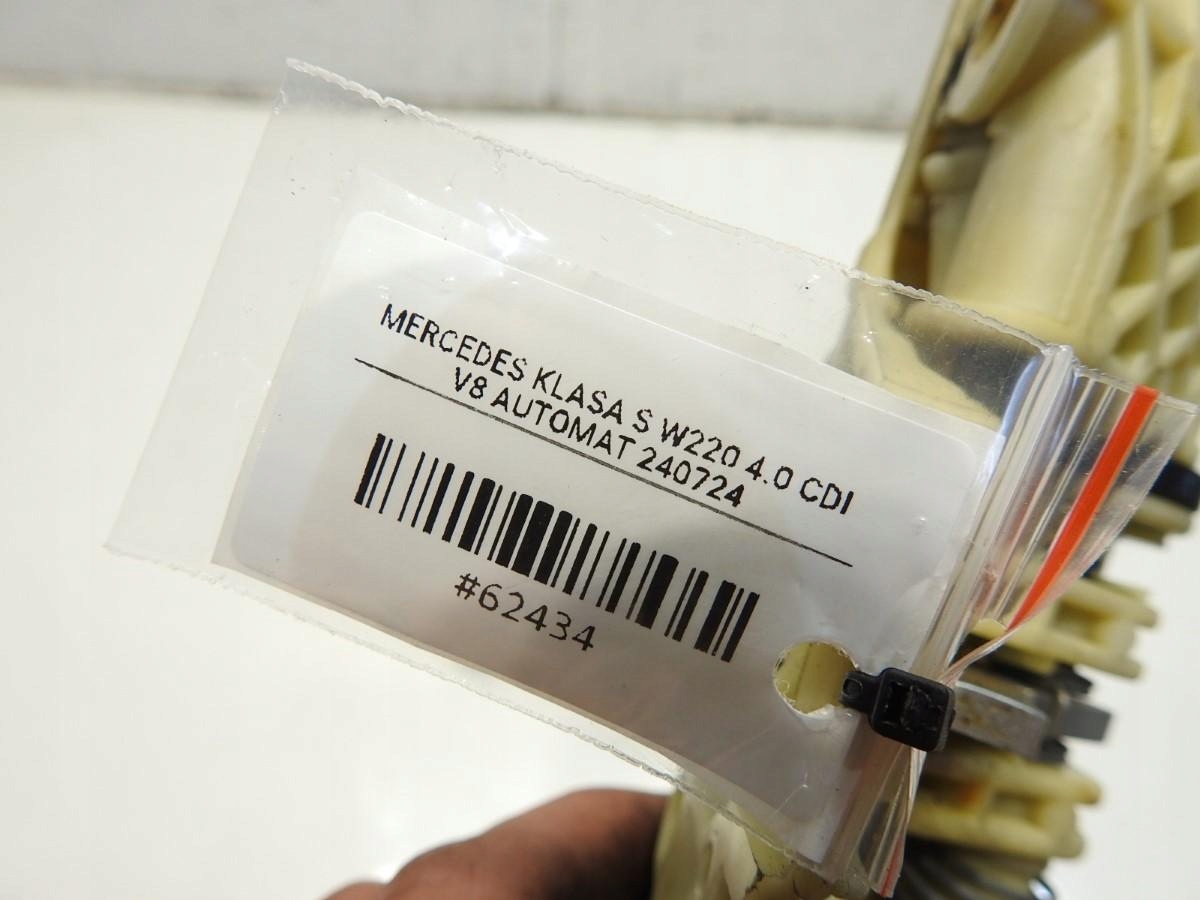 MERCEDES KLASA S W220 4.0 CDI
V8 AUTOMAT 240724
#62434